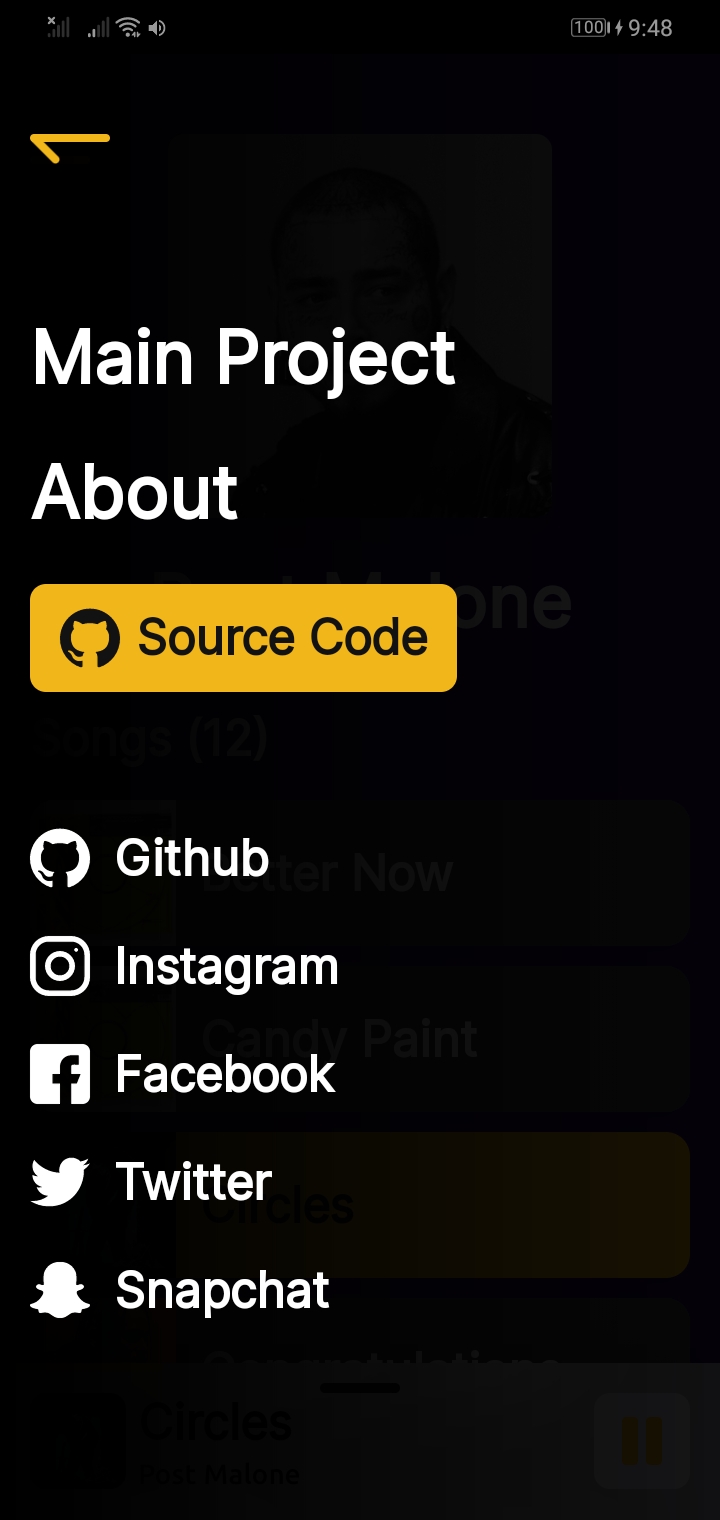 100 9:48
Main Project
About
Post Malone
Source Code
Songs (12)
Github
Better Now
Instagram
Candy Paint
Facebook
Twitter
Circles
Snapchat
Congratulations
Circles
Post Malone